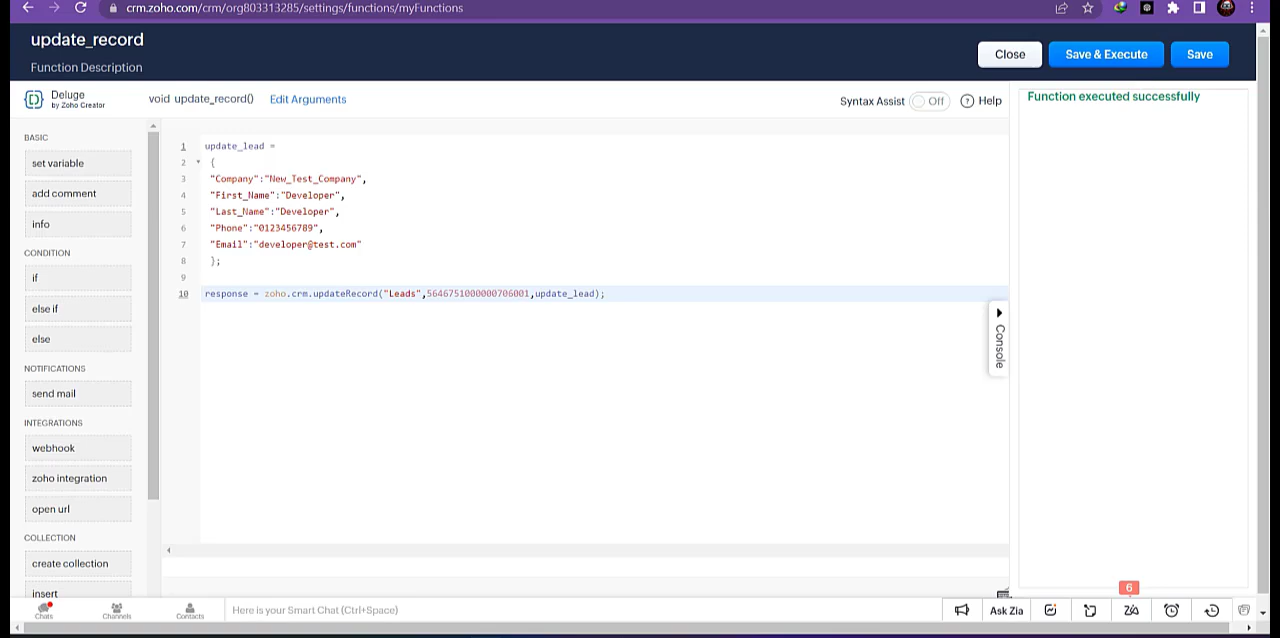 crm.zoho.com/crm/org803313285/settings/functions/myFunctions
update_record
Function Description
Close
Save & Execute
Save
Deluge
by Zoho Creator
void update_record()
Edit Arguments
Syntax Assist
Off
Help
Function executed successfully
BASIC
set variable
add comment
info
CONDITION
if
else if
else
NOTIFICATIONS
send mail
INTEGRATIONS
webhook
zoho integration
open url
COLLECTION
create collection
insert
1 update_lead =
2 {
3 "Company":"New_Test_Company",
4 "First_Name":"Developer",
5 "Last_Name":"Developer",
6 "Phone":"0123456789",
7 "Email":"developer@test.com"
8 };
9
10 response = zoho.crm.updateRecord("Leads",5646751000000706001,update_lead);
Console
6
Chats
Channels
Contacts
Here is your Smart Chat (Ctrl+Space)
Ask Zia